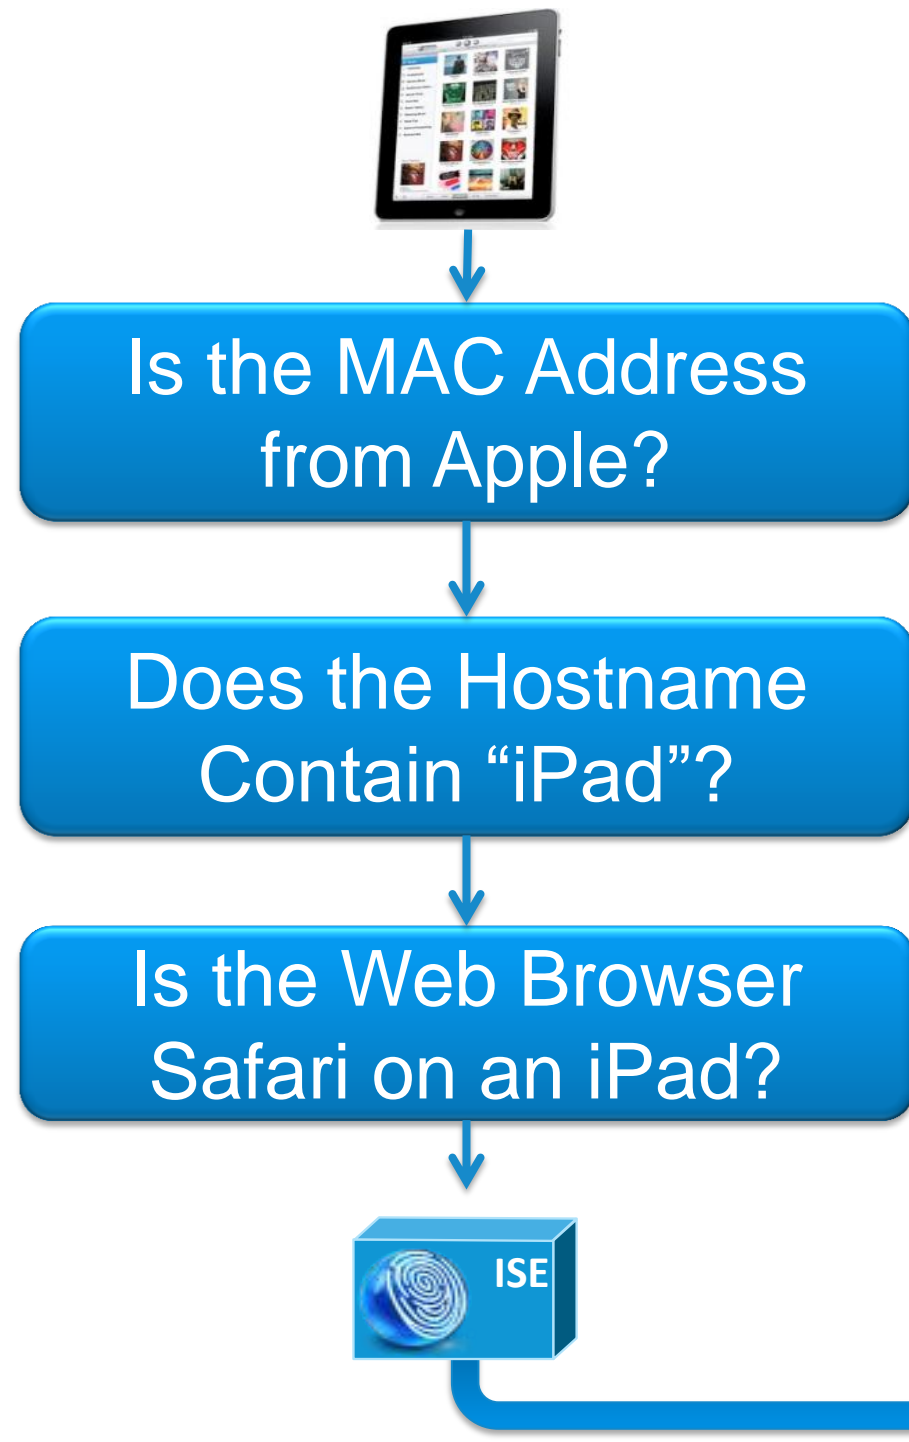 Is the MAC Address
from Apple?
Does the Hostname
Contain “iPad”?
Is the Web Browser
Safari on an iPad?
ISE